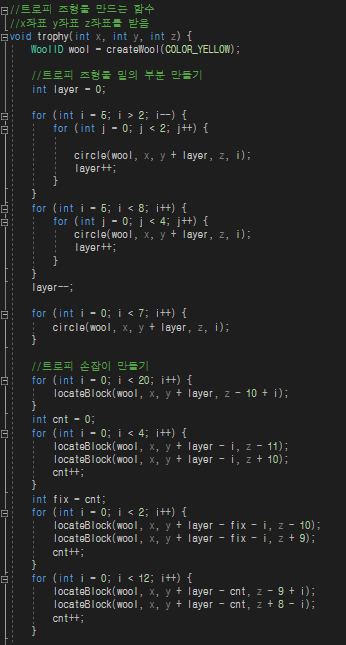 //트로피 조형물 만드는 함수
//x좌표 y좌표 z좌표를 받음
void trophy(int x, int y, int z) {
WoolID wool = createWool(COLOR_YELLOW);
//트로피 조형물 밑의 부분 만들기
int layer = 0;
for (int i = 5; i > 2; i--) {
for (int j = 0; j < 2; j++) {
circle(wool, x, y + layer, z, i);
layer++;
}
}
for (int i = 5; i < 8; i++) {
for (int j = 0; j < 4; j++) {
circle(wool, x, y + layer, z, i);
layer++;
}
}
layer--;
for (int i = 0; i < 7; i++) {
circle(wool, x, y + layer, z, i);
}
//트로피 손잡이 만들기
for (int i = 0; i < 20; i++) {
locateBlock(wool, x, y + layer, z - 10 + i);
}
int cnt = 0;
for (int i = 0; i < 4; i++) {
locateBlock(wool, x, y + layer - i, z - 11);
locateBlock(wool, x, y + layer - i, z + 10);
cnt++;
}
int fix = cnt;
for (int i = 0; i < 2; i++) {
locateBlock(wool, x, y + layer - fix - i, z - 10);
locateBlock(wool, x, y + layer - fix - i, z + 9);
cnt++;
}
for (int i = 0; i < 12; i++) {
locateBlock(wool, x, y + layer - cnt, z - 9 + i);
locateBlock(wool, x, y + layer - cnt, z + 8 - i);
cnt++;
}